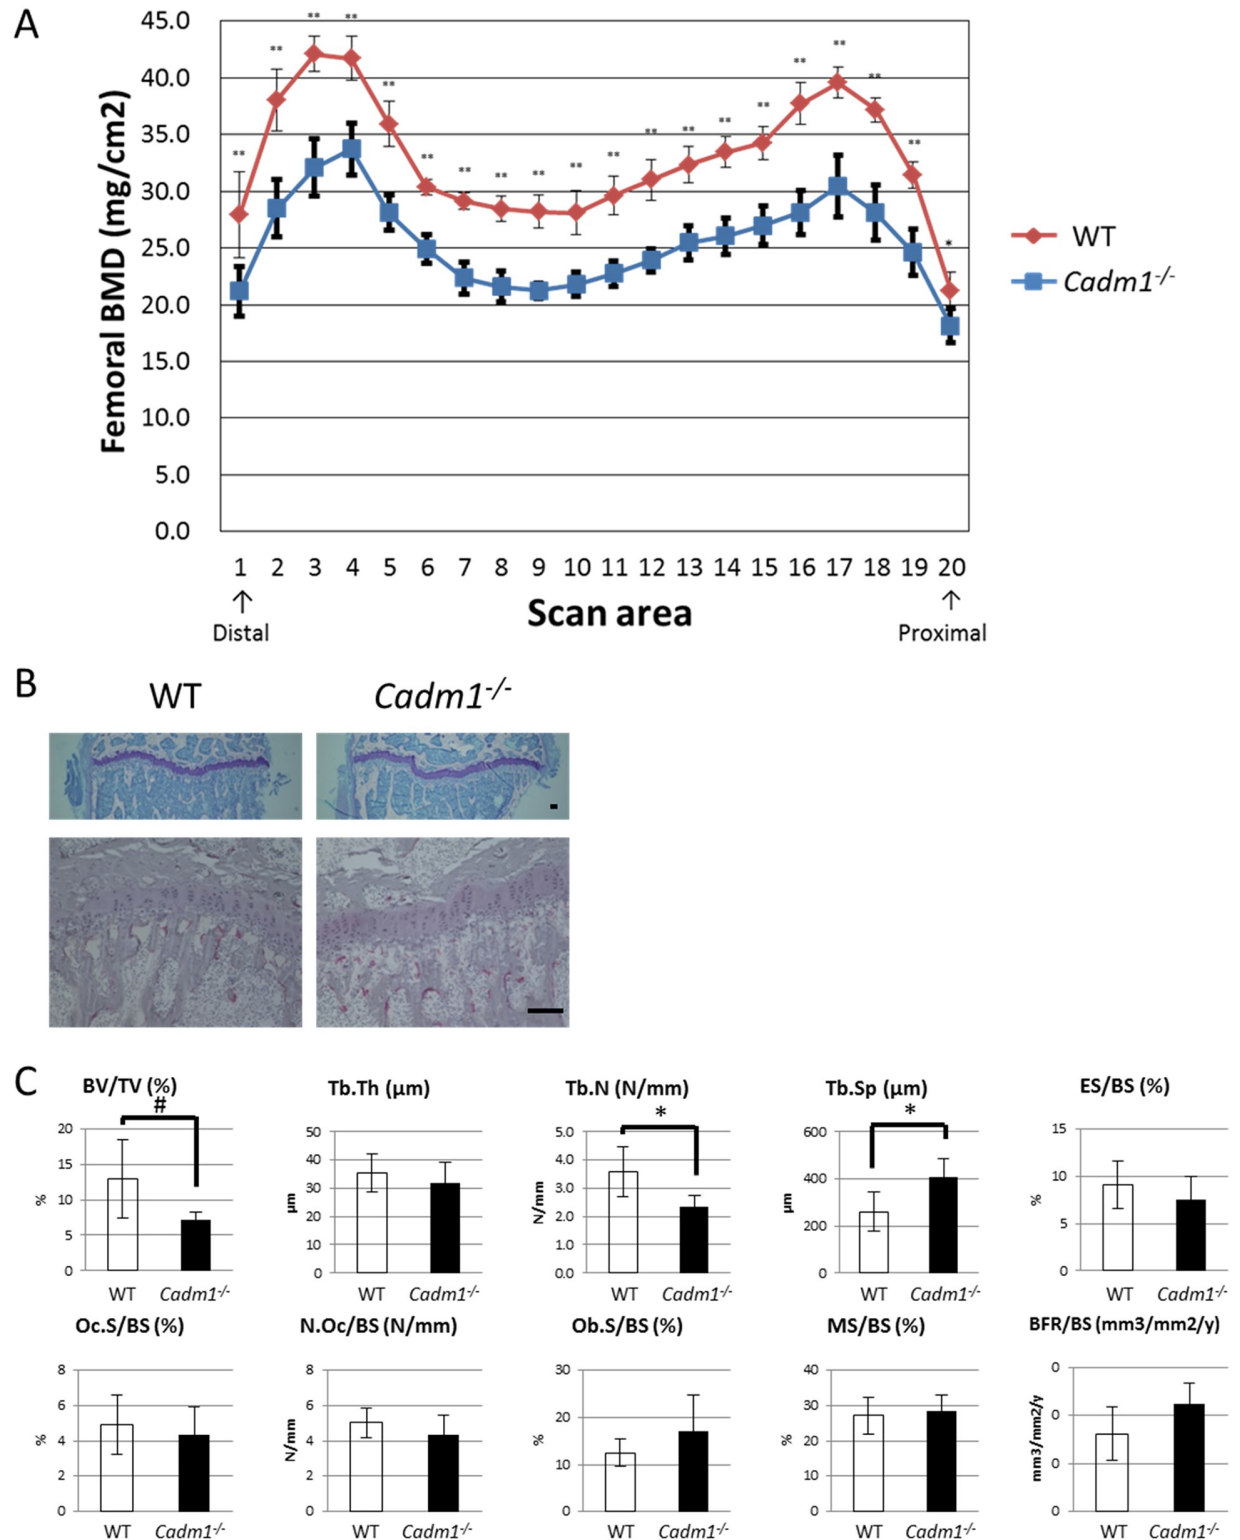 A
Femoral BMD (mg/cm2)
45.0
40.0
35.0
30.0
25.0
20.0
15.0
10.0
5.0
0.0
** ** ** ** ** ** ** ** ** ** ** ** ** ** ** ** ** ** ** *
1 2 3 4 5 6 7 8 9 10 11 12 13 14 15 16 17 18 19 20
↑ ↑
Distal Proximal
Scan area
WT
Cadm1-/-
B
WT Cadm1-/-
C
BV/TV (%)
#
%
20
15
10
5
0
WT Cadm1-/-
Tb.Th (μm)
μm
50
40
30
20
10
0
WT Cadm1-/-
Tb.N (N/mm)
*
N/mm
5.0
4.0
3.0
2.0
1.0
0.0
WT Cadm1-/-
Tb.Sp (μm)
*
μm
600
400
200
0
WT Cadm1-/-
ES/BS (%)
%
15
10
5
0
WT Cadm1-/-
Oc.S/BS (%)
%
8
6
4
2
0
WT Cadm1-/-
N.Oc/BS (N/mm)
N/mm
8
6
4
2
0
WT Cadm1-/-
Ob.S/BS (%)
%
30
20
10
0
WT Cadm1-/-
MS/BS (%)
%
40
30
20
10
0
WT Cadm1-/-
BFR/BS (mm3/mm2/y)
mm3/mm2/y
0
0
0
0
WT Cadm1-/-